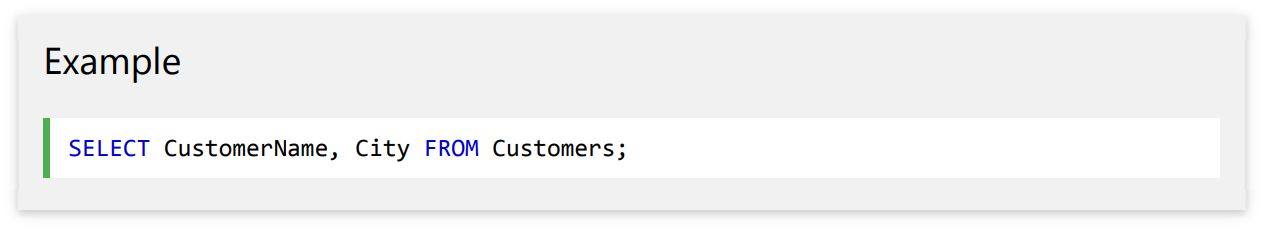 Example
SELECT CustomerName, City FROM Customers;